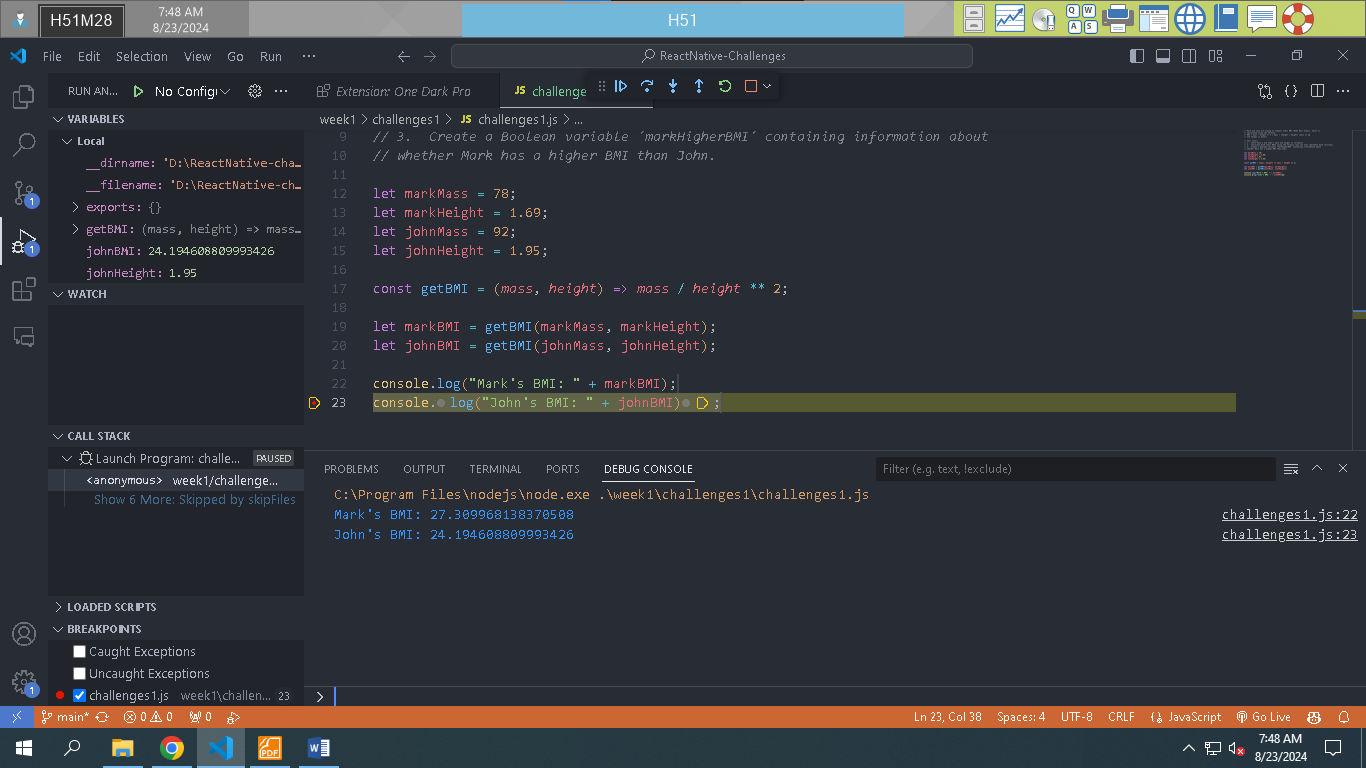 H51M28
7:48 AM
8/23/2024
H51
Q W A S
File Edit Selection View Go Run ···
ReactNative-Challenges
RUN AN... No Configu ···
Extension: One Dark Pro
JS challenge
week1 > challenges1 > JS challenges1.js > ...
VARIABLES
Local
__dirname: 'D:\ReactNative-cha...
__filename: 'D:\ReactNative-ch...
exports: {}
getBMI: (mass, height) => mass...
johnBMI: 24.194608809993426
johnHeight: 1.95
WATCH
CALL STACK
Launch Program: challe... PAUSED
<anonymous> week1/challenge...
Show 6 More: Skipped by skipFiles
LOADED SCRIPTS
BREAKPOINTS
Caught Exceptions
Uncaught Exceptions
challenges1.js week1\challen... 23
9 // 3. Create a Boolean variable 'markHigherBMI' containing information about
10 // whether Mark has a higher BMI than John.
11
12 let markMass = 78;
13 let markHeight = 1.69;
14 let johnMass = 92;
15 let johnHeight = 1.95;
16
17 const getBMI = (mass, height) => mass / height ** 2;
18
19 let markBMI = getBMI(markMass, markHeight);
20 let johnBMI = getBMI(johnMass, johnHeight);
21
22 console.log("Mark's BMI: " + markBMI);
23 console.log("John's BMI: " + johnBMI);
PROBLEMS OUTPUT TERMINAL PORTS DEBUG CONSOLE
Filter (e.g. text, !exclude)
C:\Program Files\nodejs\node.exe .\week1\challenges1\challenges1.js
Mark's BMI: 27.309968138370508 challenges1.js:22
John's BMI: 24.194608809993426 challenges1.js:23
>
1
1
1
main* 0 0 0
Ln 23, Col 38 Spaces: 4 UTF-8 CRLF JavaScript Go Live
PDF
W
7:48 AM
8/23/2024